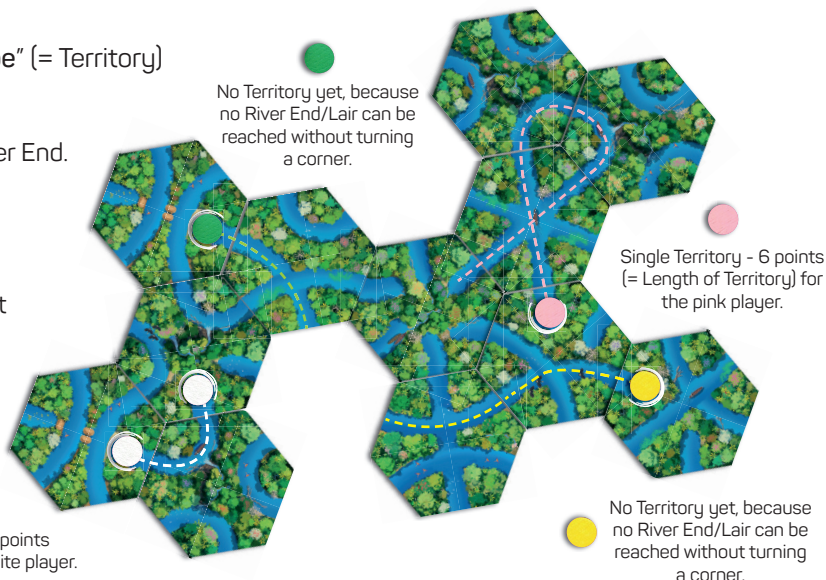 e" (= Territory)
No Territory yet, because
no River End/Lair can be
reached without turning
a corner.
er End.
Single Territory - 6 points
(= Length of Territory) for
the pink player.
t
points
ite player.
No Territory yet, because
no River End/Lair can be
reached without turning
a corner.